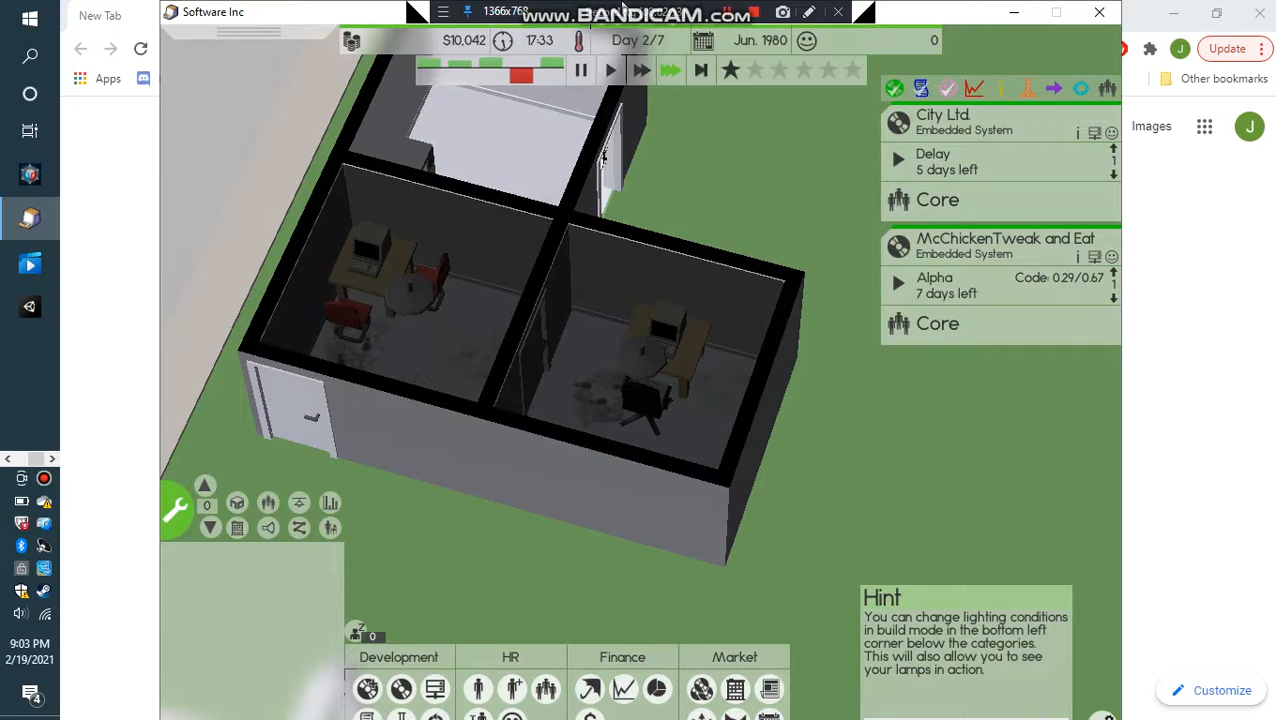 New Tab
Software Inc
1366x768
www.BANDICAM.com
Apps
$10,042
17:33
Day 2/7
Jun. 1980
0
Update
Other bookmarks
Images
J
J
City Ltd.
Embedded System
Delay
5 days left
1
Core
McChickenTweak and Eat
Embedded System
Alpha
Code: 0.29/0.67
7 days left
1
Core
0
0
Hint
You can change lighting conditions
in build mode in the bottom left
corner below the categories.
This will also allow you to see
your lamps in action.
Development
HR
Finance
Market
9:03 PM
2/19/2021
4
Customize